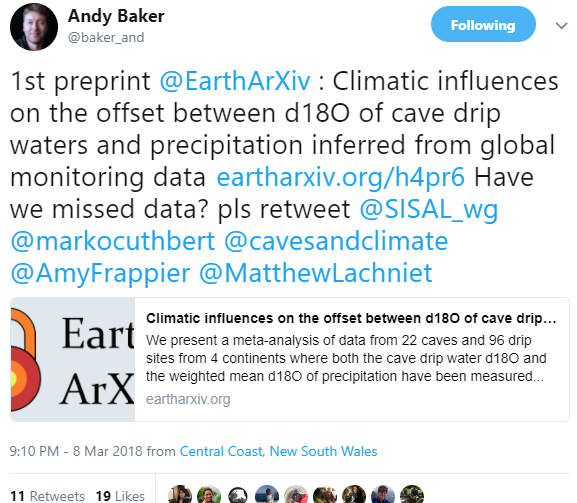 Andy Baker
@baker_and
Following
1st preprint @EarthArXiv : Climatic influences
on the offset between d18O of cave drip
waters and precipitation inferred from global
monitoring data eartharxiv.org/h4pr6 Have
we missed data? pls retweet @SISAL_wg
@markocuthbert @cavesandclimate
@AmyFrappier @MatthewLachniet
Eart
ArX
Climatic influences on the offset between d18O of cave drip...
We present a meta-analysis of data from 22 caves and 96 drip
sites from 4 continents where both the cave drip water d18O and
the weighted mean d18O of precipitation have been measured...
eartharxiv.org
9:10 PM - 8 Mar 2018 from Central Coast, New South Wales
11 Retweets 19 Likes